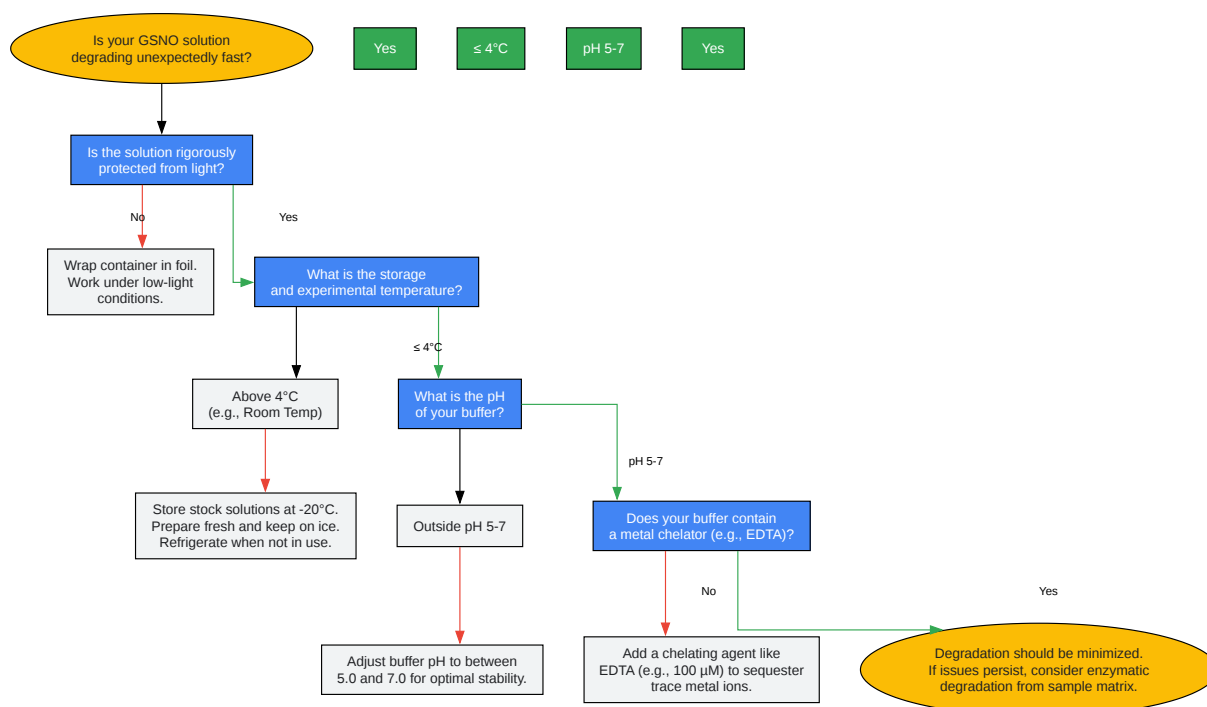 Is your GSNO solution
degrading unexpectedly fast?
Yes
≤ 4°C
pH 5-7
Yes
Is the solution rigorously
protected from light?
No
Yes
Wrap container in foil.
Work under low-light
conditions.
What is the storage
and experimental temperature?
≤ 4°C
Above 4°C
(e.g., Room Temp)
What is the pH
of your buffer?
pH 5-7
Store stock solutions at -20°C.
Prepare fresh and keep on ice.
Refrigerate when not in use.
Outside pH 5-7
Does your buffer contain
a metal chelator (e.g., EDTA)?
No
Yes
Adjust buffer pH to between
5.0 and 7.0 for optimal stability.
Add a chelating agent like
EDTA (e.g., 100 µM) to sequester
trace metal ions.
Degradation should be minimized.
If issues persist, consider enzymatic
degradation from sample matrix.